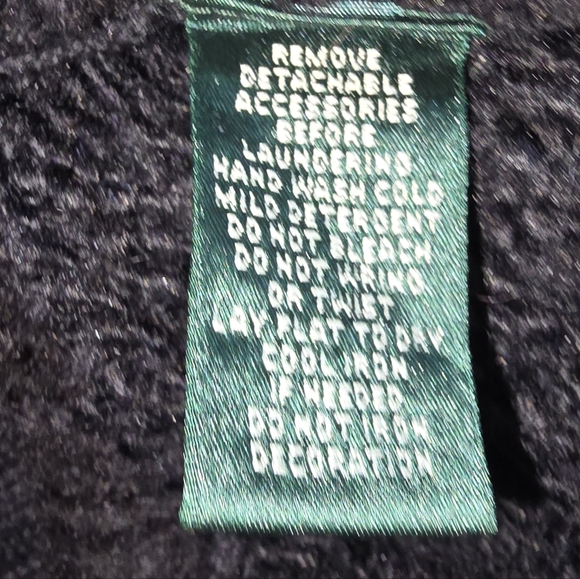 REMOVE
DETACHABLE
ACCESSORIES
BEFORE
LAUNDERING
HAND WASH COLD
MILD DETERGENT
DO NOT BLEACH
DO NOT WRING
OR TWIST
LAY FLAT TO DRY
COOL IRON
IF NEEDED
DO NOT IRON
DECORATION